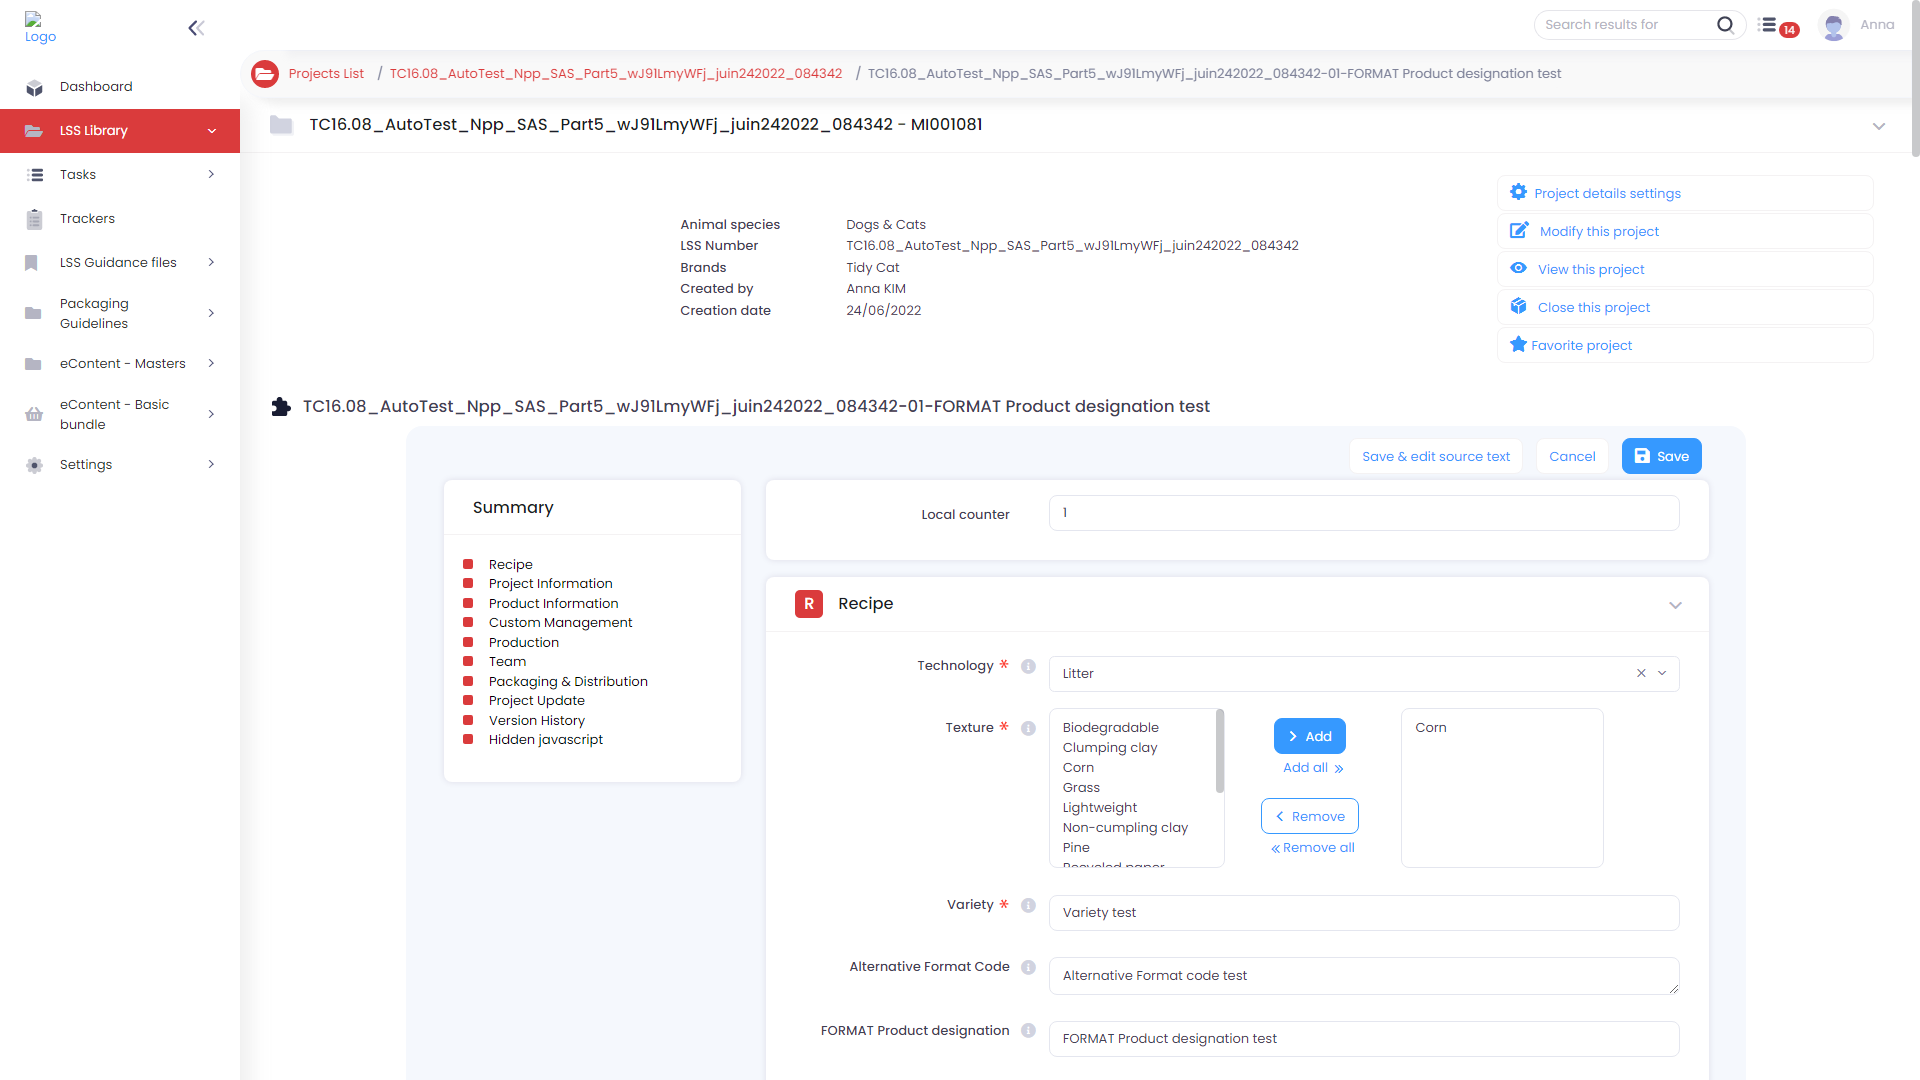 Logo
Search results for
14
Anna
Dashboard
LSS Library
Tasks
Trackers
LSS Guidance files
Packaging
Guidelines
eContent - Masters
eContent - Basic
bundle
Settings
Projects List / TC16.08_AutoTest_Npp_SAS_Part5_wJ91LmyWFj_juin242022_084342 / TC16.08_AutoTest_Npp_SAS_Part5_wJ91LmyWFj_juin242022_084342-01-FORMAT Product designation test
TC16.08_AutoTest_Npp_SAS_Part5_wJ91LmyWFj_juin242022_084342 - MI001081
Animal species Dogs & Cats
LSS Number TC16.08_AutoTest_Npp_SAS_Part5_wJ91LmyWFj_juin242022_084342
Brands Tidy Cat
Created by Anna KIM
Creation date 24/06/2022
Project details settings
Modify this project
View this project
Close this project
Favorite project
TC16.08_AutoTest_Npp_SAS_Part5_wJ91LmyWFj_juin242022_084342-01-FORMAT Product designation test
Save & edit source text
Cancel
Save
Summary
Recipe
Project Information
Product Information
Custom Management
Production
Team
Packaging & Distribution
Project Update
Version History
Hidden javascript
Local counter 1
R Recipe
Technology * Litter
Texture *
Biodegradable
Clumping clay
Corn
Grass
Lightweight
Non-cumpling clay
Pine
Recycled paper
Add
Add all
Remove
Remove all
Corn
Variety * Variety test
Alternative Format Code Alternative Format code test
FORMAT Product designation FORMAT Product designation test